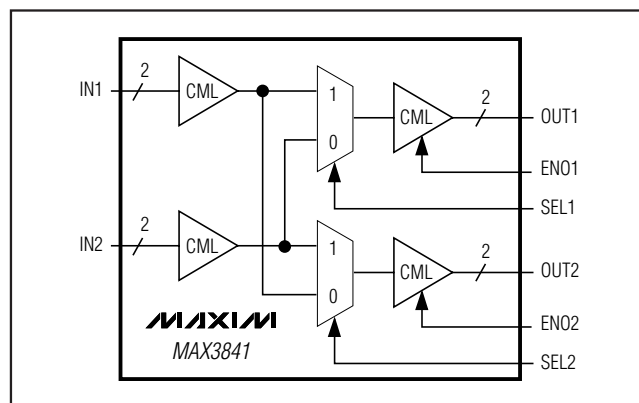 IN1
2
CML
1
0
CML
2
OUT1
ENO1
SEL1
IN2
2
CML
1
0
CML
2
OUT2
ENO2
SEL2
MAXIM
MAX3841